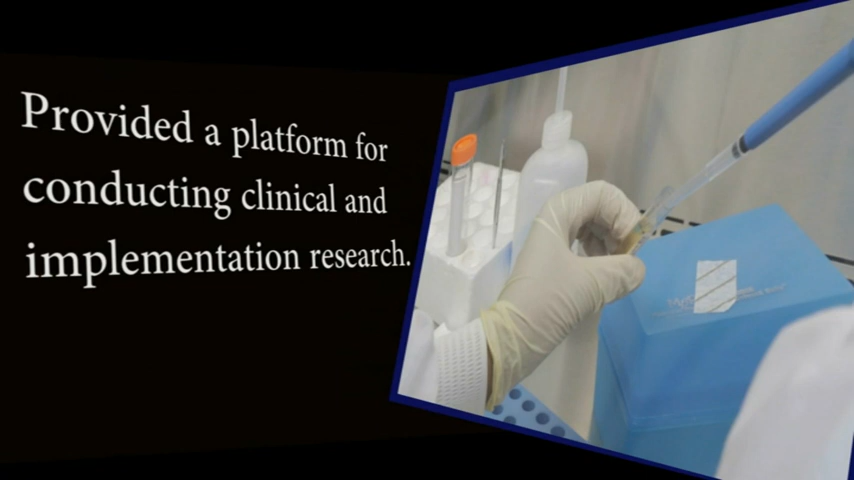 Provided a platform for
conducting clinical and
implementation research.